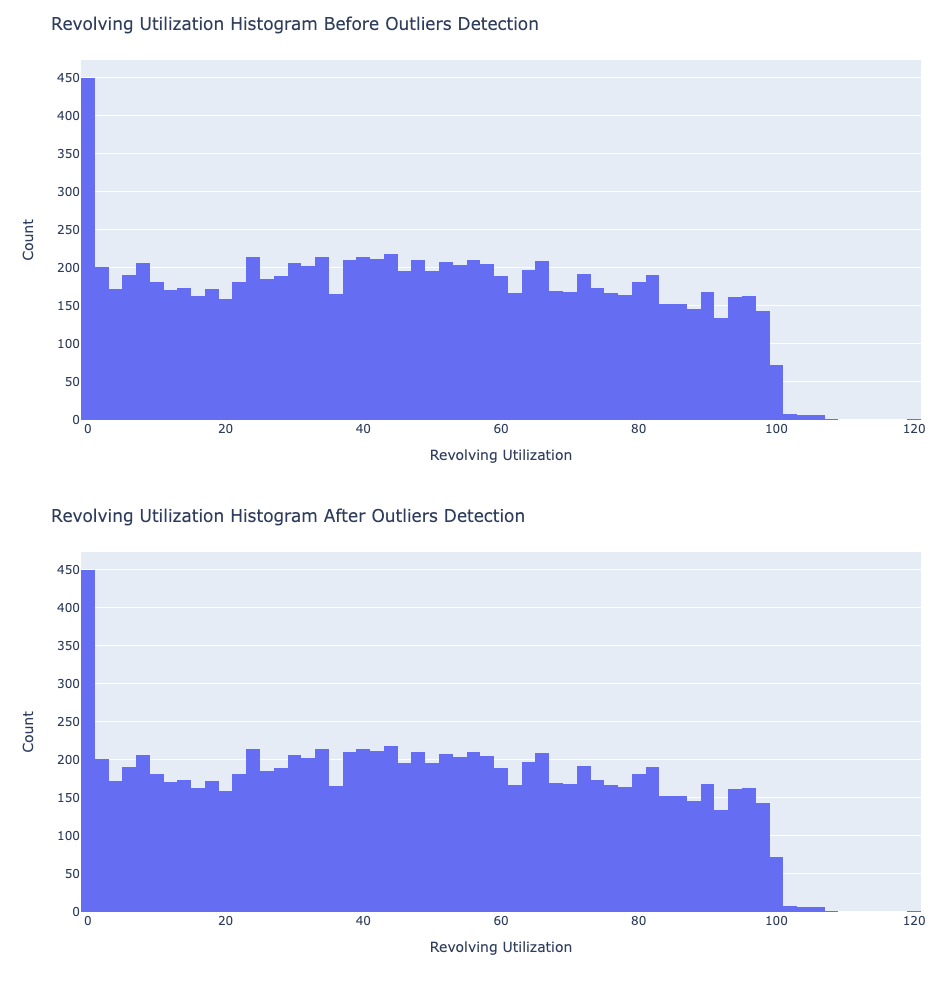 Revolving Utilization Histogram Before Outliers Detection
450
400
350
300
250
200
150
100
50
0
Count
0 20 40 60 80 100 120
Revolving Utilization
Revolving Utilization Histogram After Outliers Detection
450
400
350
300
250
200
150
100
50
0
Count
0 20 40 60 80 100 120
Revolving Utilization